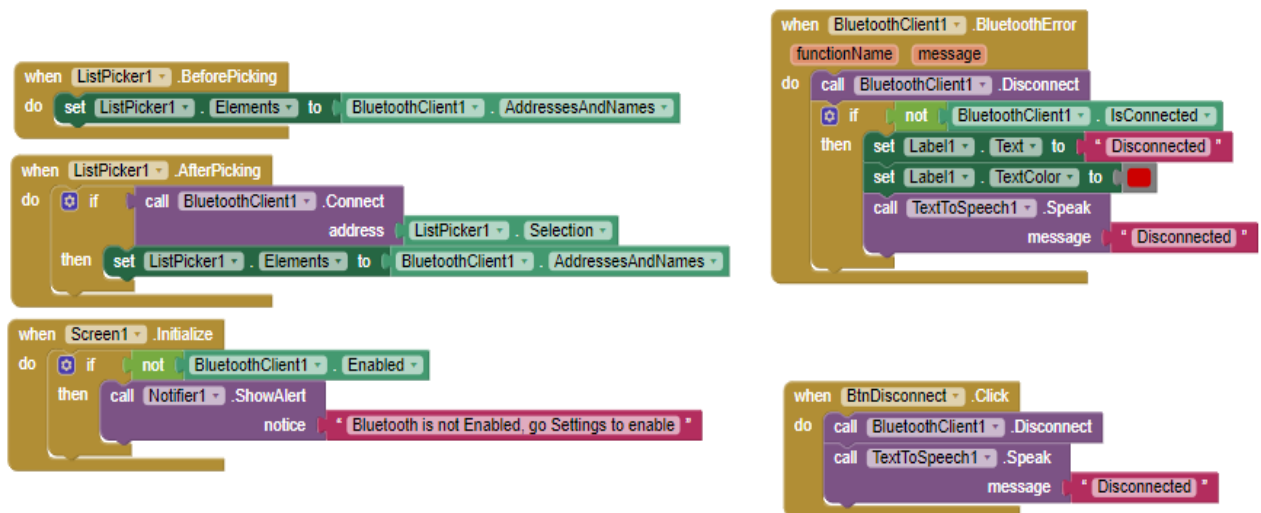 when ListPicker1 .BeforePicking
do set ListPicker1 . Elements to BluetoothClient1 . AddressesAndNames
when ListPicker1 .AfterPicking
do if call BluetoothClient1 .Connect
address ListPicker1 . Selection
then set ListPicker1 . Elements to BluetoothClient1 . AddressesAndNames
when Screen1 .Initialize
do if not BluetoothClient1 . Enabled
then call Notifier1 .ShowAlert
notice " Bluetooth is not Enabled, go Settings to enable "
when BluetoothClient1 .BluetoothError
functionName message
do call BluetoothClient1 .Disconnect
if not BluetoothClient1 . IsConnected
then set Label1 . Text to " Disconnected "
set Label1 . TextColor to
call TextToSpeech1 .Speak
message " Disconnected "
when BtnDisconnect .Click
do call BluetoothClient1 .Disconnect
call TextToSpeech1 .Speak
message " Disconnected "